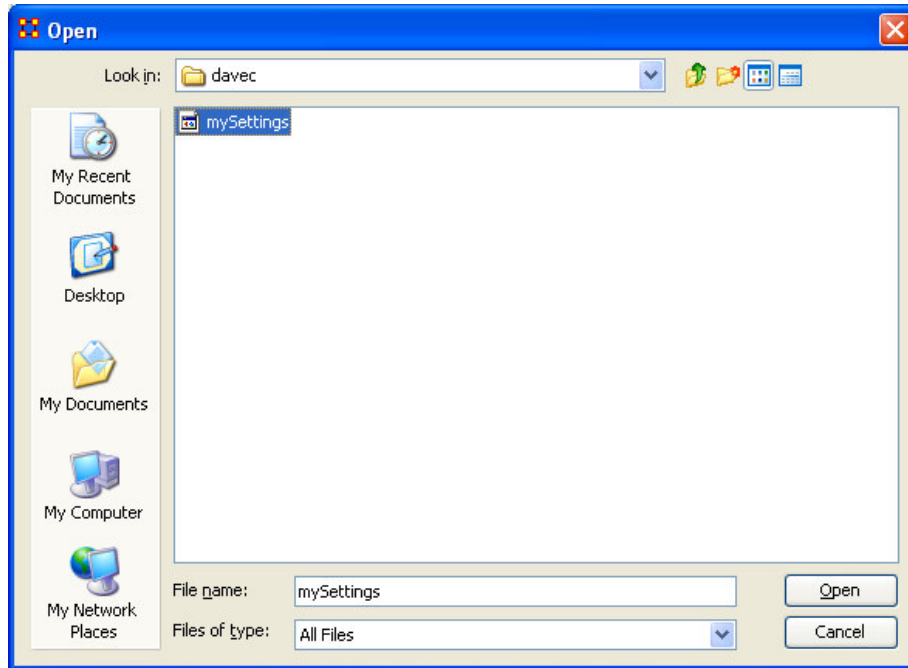 Open
Look in:
davec
mySettings
My Recent
Documents
Desktop
My Documents
My Computer
My Network
Places
File name:
mySettings
Open
Files of type:
All Files
Cancel